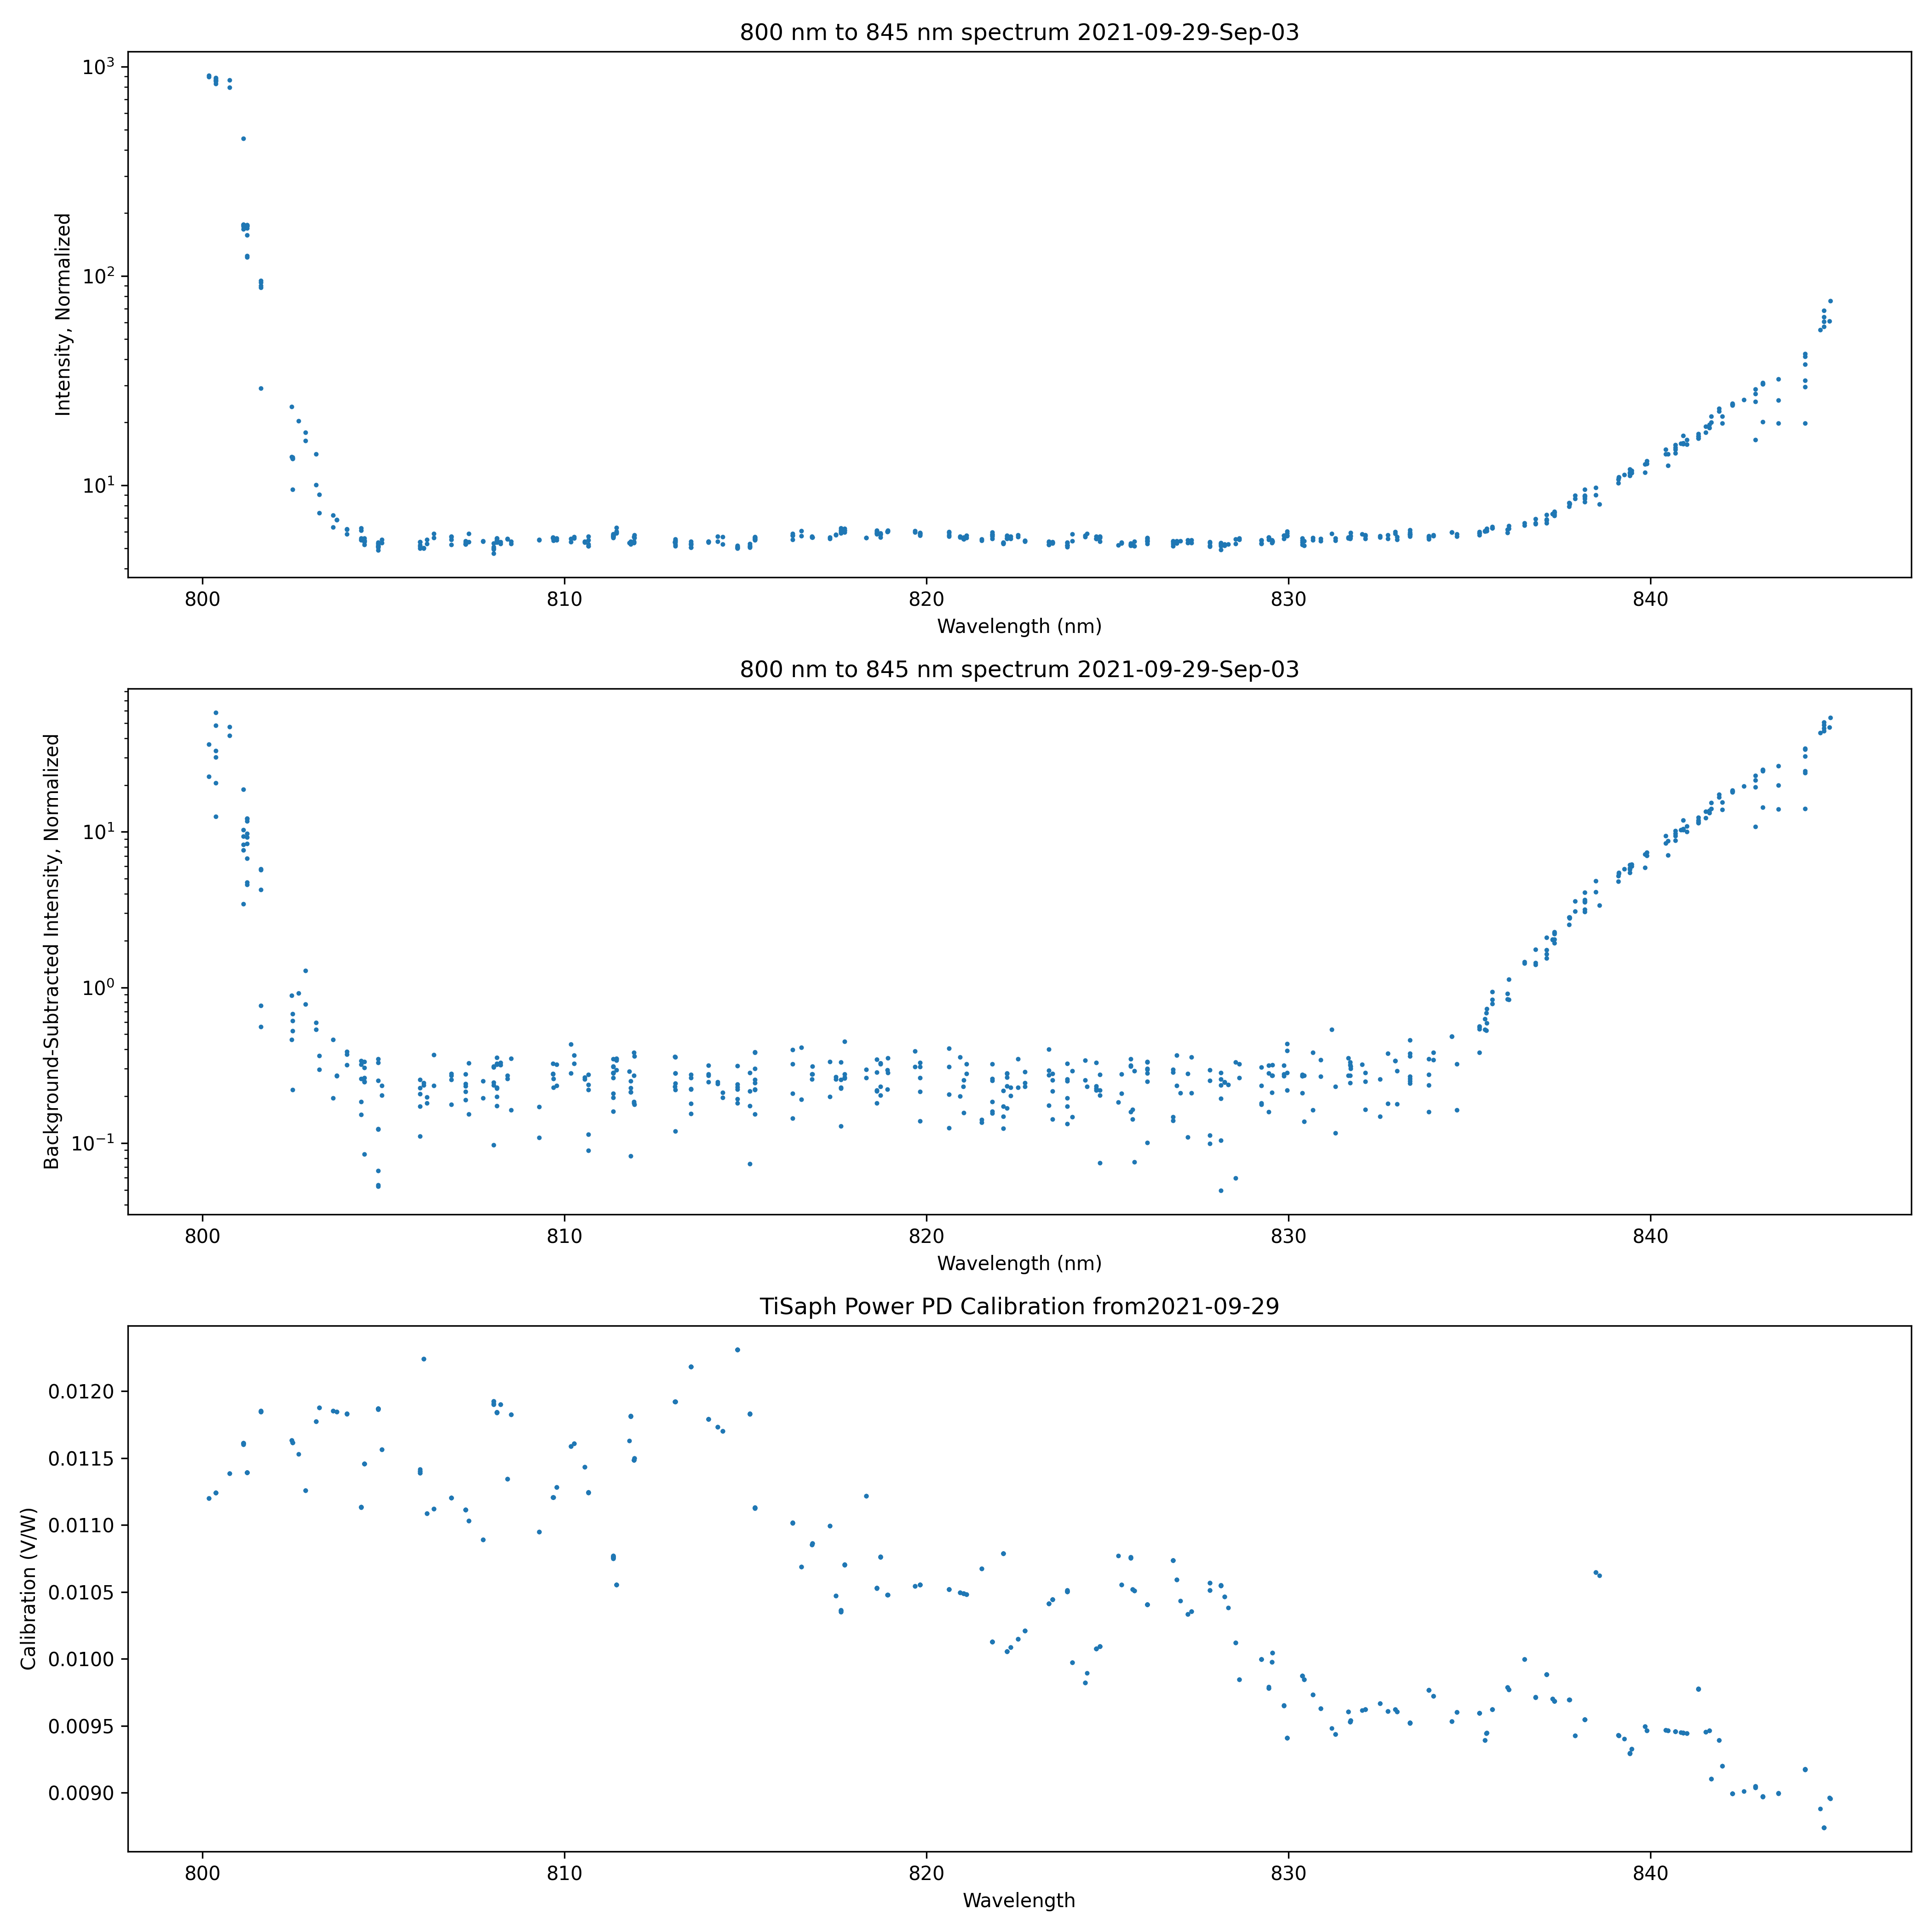 800 nm to 845 nm spectrum 2021-09-29-Sep-03
Intensity, Normalized
10³
10²
10¹
800 810 820 830 840
Wavelength (nm)
800 nm to 845 nm spectrum 2021-09-29-Sep-03
Background-Subtracted Intensity, Normalized
10¹
10⁰
10⁻¹
800 810 820 830 840
Wavelength (nm)
TiSaph Power PD Calibration from2021-09-29
Calibration (V/W)
0.0120
0.0115
0.0110
0.0105
0.0100
0.0095
0.0090
800 810 820 830 840
Wavelength